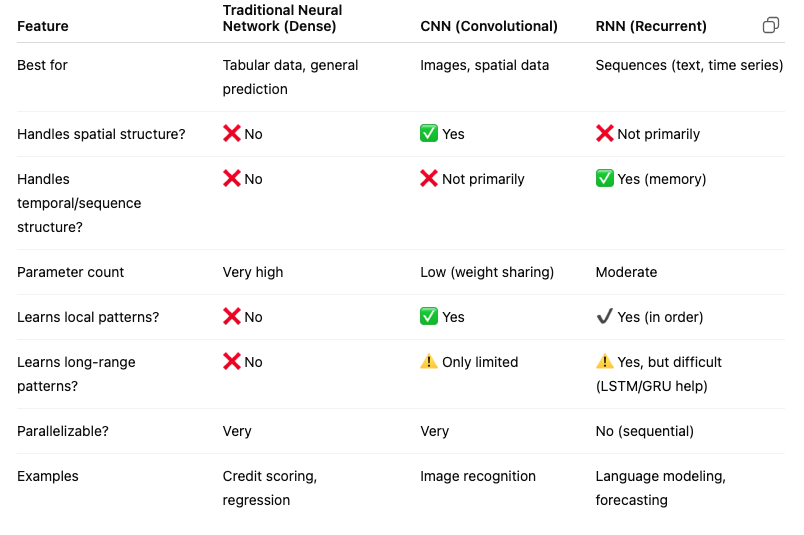 Feature Traditional Neural Network (Dense) CNN (Convolutional) RNN (Recurrent)
Best for Tabular data, general prediction Images, spatial data Sequences (text, time series)
Handles spatial structure? ❌ No ✅ Yes ❌ Not primarily
Handles temporal/sequence structure? ❌ No ❌ Not primarily ✅ Yes (memory)
Parameter count Very high Low (weight sharing) Moderate
Learns local patterns? ❌ No ✅ Yes ✔️ Yes (in order)
Learns long-range patterns? ❌ No ⚠️ Only limited ⚠️ Yes, but difficult (LSTM/GRU help)
Parallelizable? Very Very No (sequential)
Examples Credit scoring, regression Image recognition Language modeling, forecasting